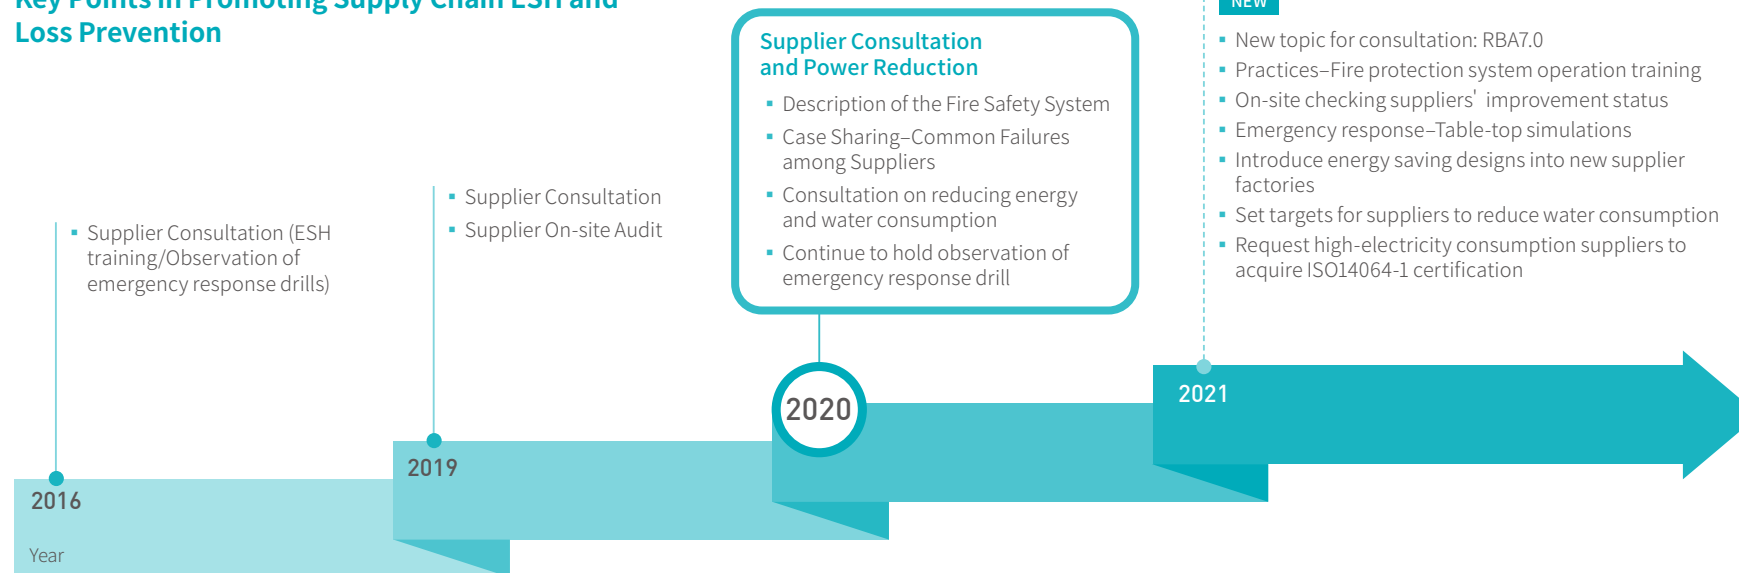 Key Points in Promoting Supply Chain ESH and
Loss Prevention
Supplier Consultation (ESH
training/Observation of
emergency response drills)
2016
Year
Supplier Consultation
Supplier On-site Audit
2019
Supplier Consultation
and Power Reduction
Description of the Fire Safety System
Case Sharing–Common Failures
among Suppliers
Consultation on reducing energy
and water consumption
Continue to hold observation of
emergency response drill
2020
NEW
New topic for consultation: RBA7.0
Practices–Fire protection system operation training
On-site checking suppliers' improvement status
Emergency response–Table-top simulations
Introduce energy saving designs into new supplier
factories
Set targets for suppliers to reduce water consumption
Request high-electricity consumption suppliers to
acquire ISO14064-1 certification
2021